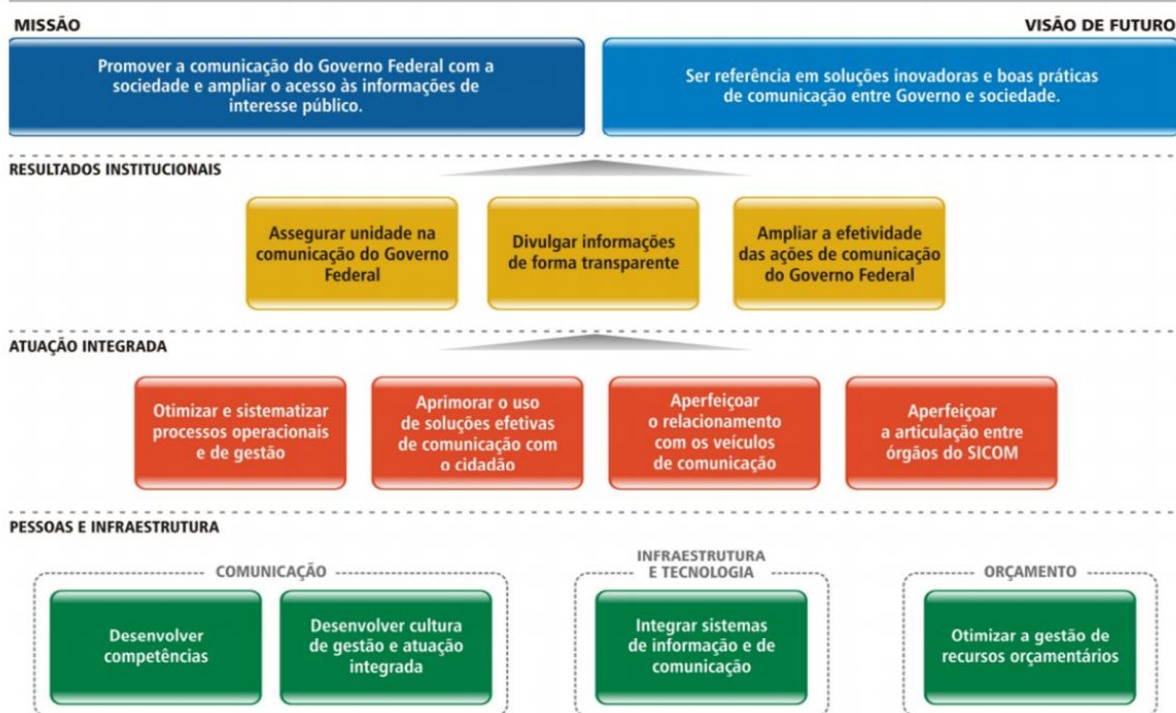 MISSÃO
VISÃO DE FUTURO
Promover a comunicação do Governo Federal com a
sociedade e ampliar o acesso às informações de
interesse público.
Ser referência em soluções inovadoras e boas práticas
de comunicação entre Governo e sociedade.
RESULTADOS INSTITUCIONAIS
Assegurar unidade na
comunicação do Governo
Federal
Divulgar informações
de forma transparente
Ampliar a efetividade
das ações de comunicação
do Governo Federal
ATUAÇÃO INTEGRADA
Otimizar e sistematizar
processos operacionais
e de gestão
Aprimorar o uso
de soluções efetivas
de comunicação com
o cidadão
Aperfeiçoar
o relacionamento
com os veículos
de comunicação
Aperfeiçoar
a articulação entre
órgãos do SICOM
PESSOAS E INFRAESTRUTURA
COMUNICAÇÃO
Desenvolver
competências
Desenvolver cultura
de gestão e atuação
integrada
INFRAESTRUTURA
E TECNOLOGIA
Integrar sistemas
de informação e de
comunicação
ORÇAMENTO
Otimizar a gestão de
recursos orçamentários